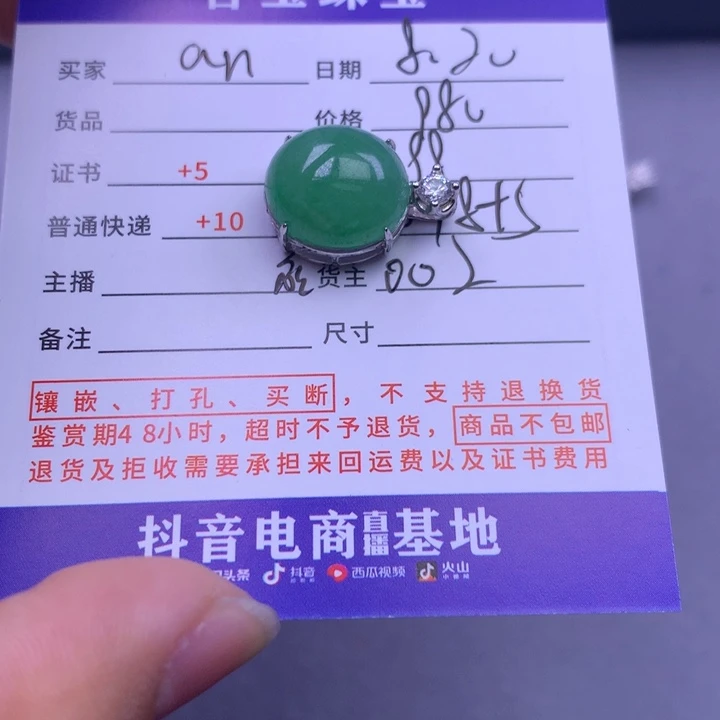 买家 an 日期 8.20
货品 价格 980
证书 +5
普通快递 +10
主播 货主 002
备注 尺寸
镶嵌、打孔、买断，不支持退换货
鉴赏期48小时，超时不予退货，商品不包邮
退货及拒收需要承担来回运费以及证书费用
抖音电商直播基地
头条 抖音 西瓜视频 火山